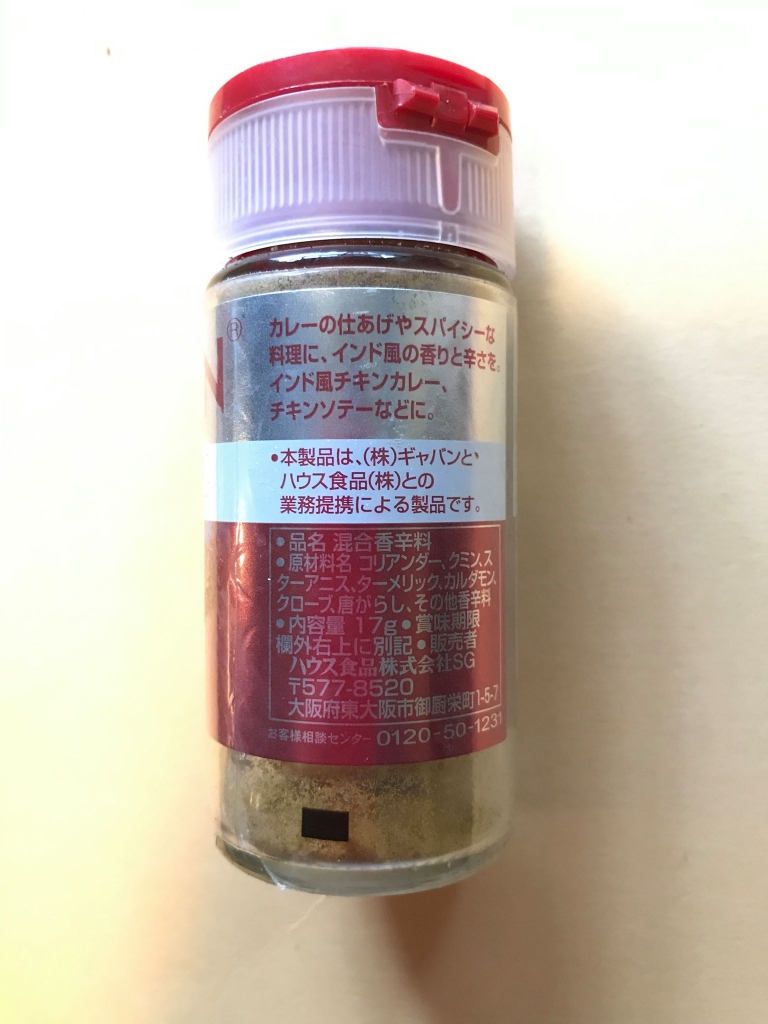 N®
カレーの仕あげやスパイシーな
料理に、インド風の香りと辛さを。
インド風チキンカレー、
チキンソテーなどに。
•本製品は、(株)ギャバンと
ハウス食品(株)との
業務提携による製品です。
•品名 混合香辛料
•原材料名 コリアンダー、クミン、ス
ターアニス、ターメリック、カルダモン、
クローブ、唐がらし、その他香辛料
•内容量 17g•賞味期限
欄外右上に別記•販売者
ハウス食品株式会社SG
〒577-8520
大阪府東大阪市御厨栄町1-5-7
お客様相談センター 0120-50-1231